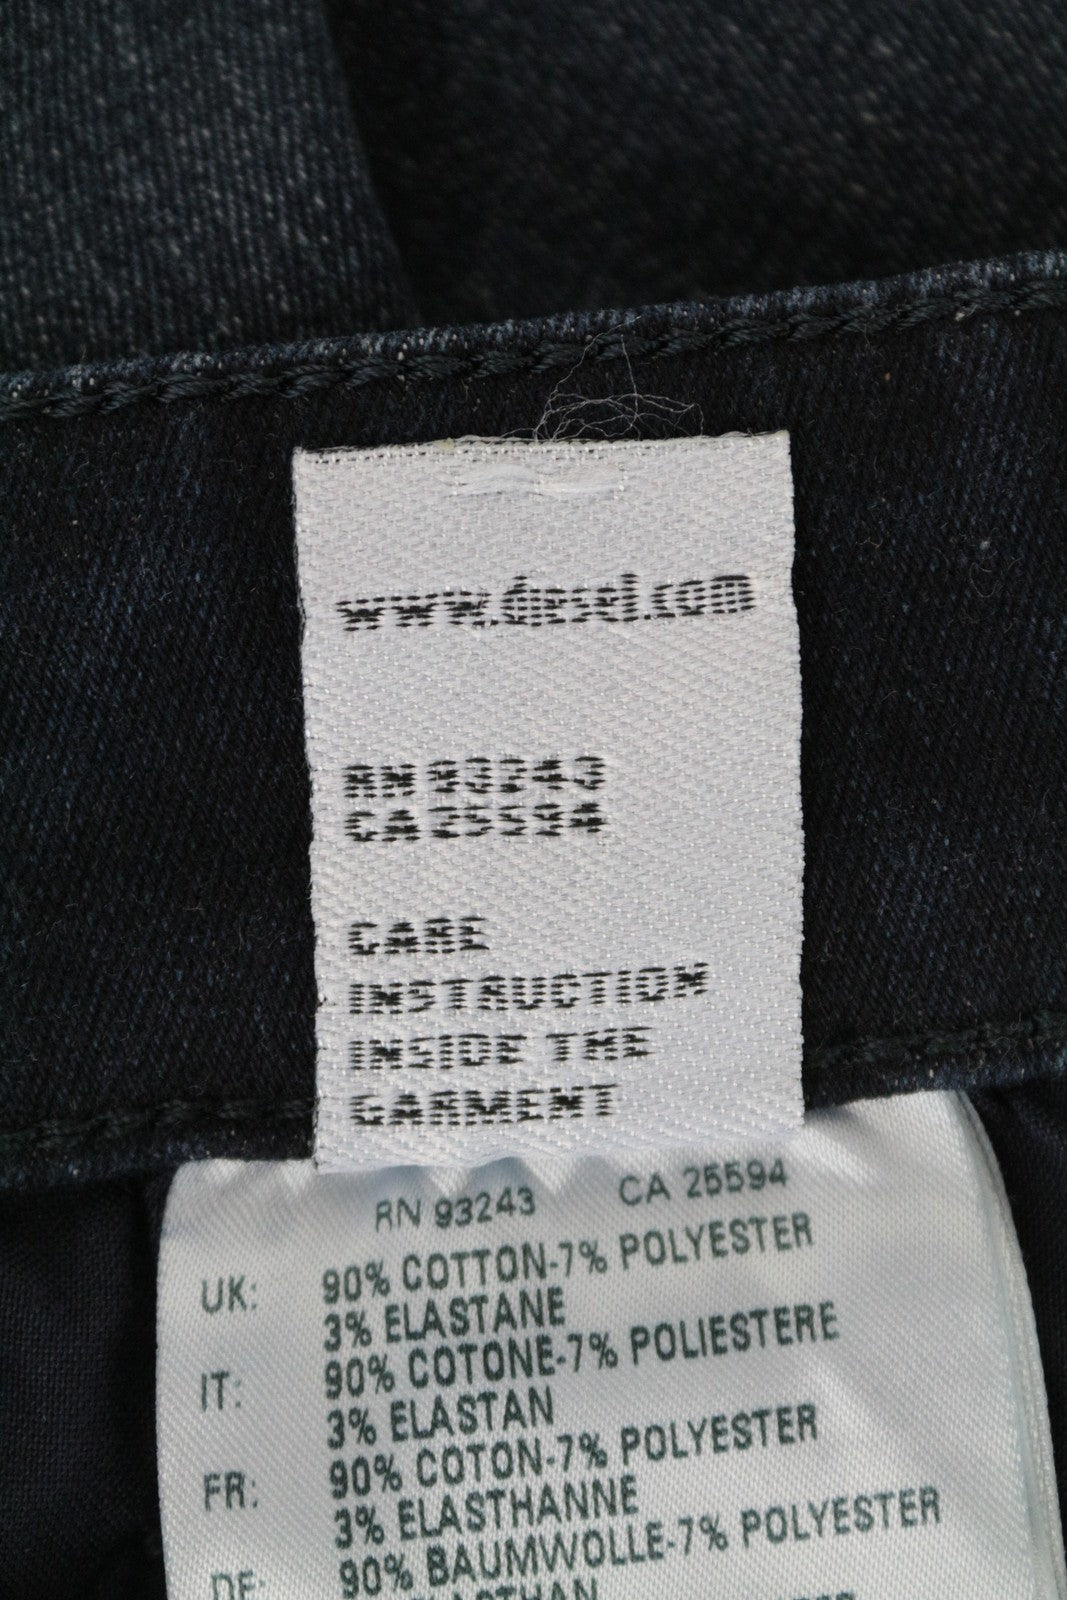 www.diesel.com
RN 93243
CA 25594
CARE
INSTRUCTION
INSIDE THE
GARMENT
RN 93243 CA 25594
UK: 90% COTTON-7% POLYESTER
3% ELASTANE
IT: 90% COTONE-7% POLIESTERE
3% ELASTAN
FR: 90% COTON-7% POLYESTER
3% ELASTHANNE
DE: 90% BAUMWOLLE-7% POLYESTER